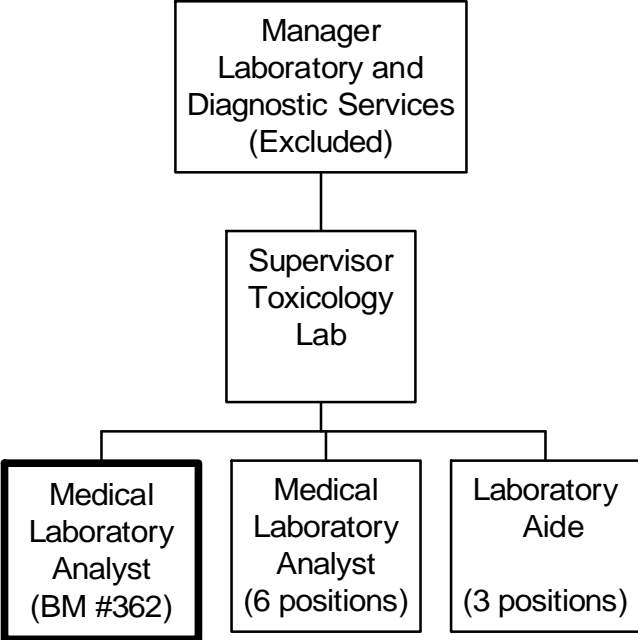 Manager
Laboratory and
Diagnostic Services
(Excluded)
Supervisor
Toxicology
Lab
Medical
Laboratory
Analyst
(BM #362)
Medical
Laboratory
Analyst
(6 positions)
Laboratory
Aide
(3 positions)